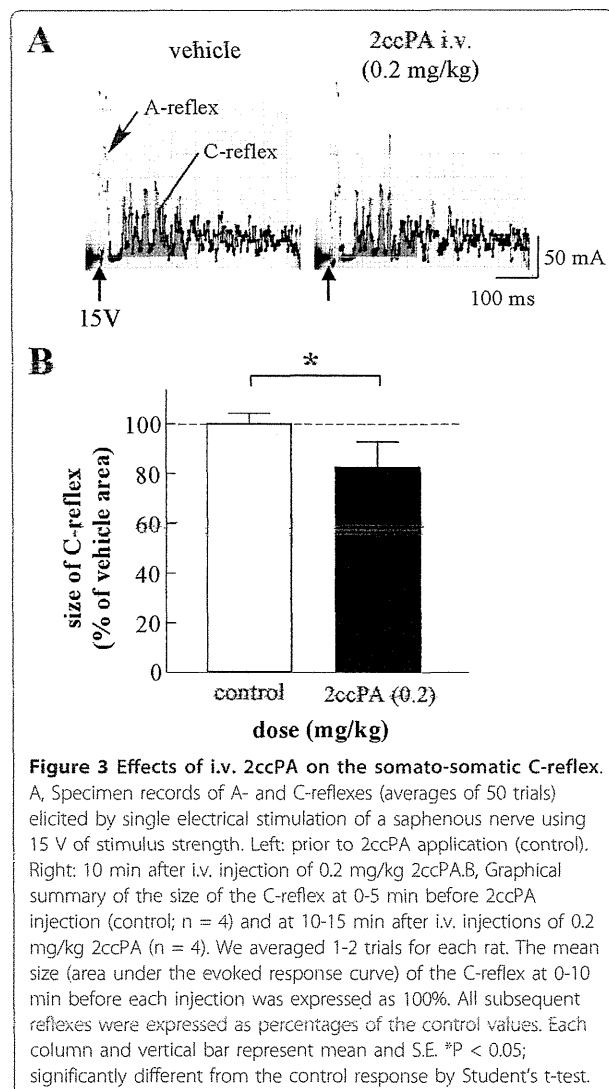 A
vehicle
2ccPA i.v.
(0.2 mg/kg)
A-reflex
C-reflex
50 mA
100 ms
15V
B
*
size of C-reflex
(% of vehicle area)
100
80
60
40
20
0
control
2ccPA (0.2)
dose (mg/kg)
Figure 3 Effects of i.v. 2ccPA on the somato-somatic C-reflex.
A, Specimen records of A- and C-reflexes (averages of 50 trials)
elicited by single electrical stimulation of a saphenous nerve using
15 V of stimulus strength. Left: prior to 2ccPA application (control).
Right: 10 min after i.v. injection of 0.2 mg/kg 2ccPA.B, Graphical
summary of the size of the C-reflex at 0-5 min before 2ccPA
injection (control; n = 4) and at 10-15 min after i.v. injections of 0.2
mg/kg 2ccPA (n = 4). We averaged 1-2 trials for each rat. The mean
size (area under the evoked response curve) of the C-reflex at 0-10
min before each injection was expressed as 100%. All subsequent
reflexes were expressed as percentages of the control values. Each
column and vertical bar represent mean and S.E. *P < 0.05;
significantly different from the control response by Student's t-test.